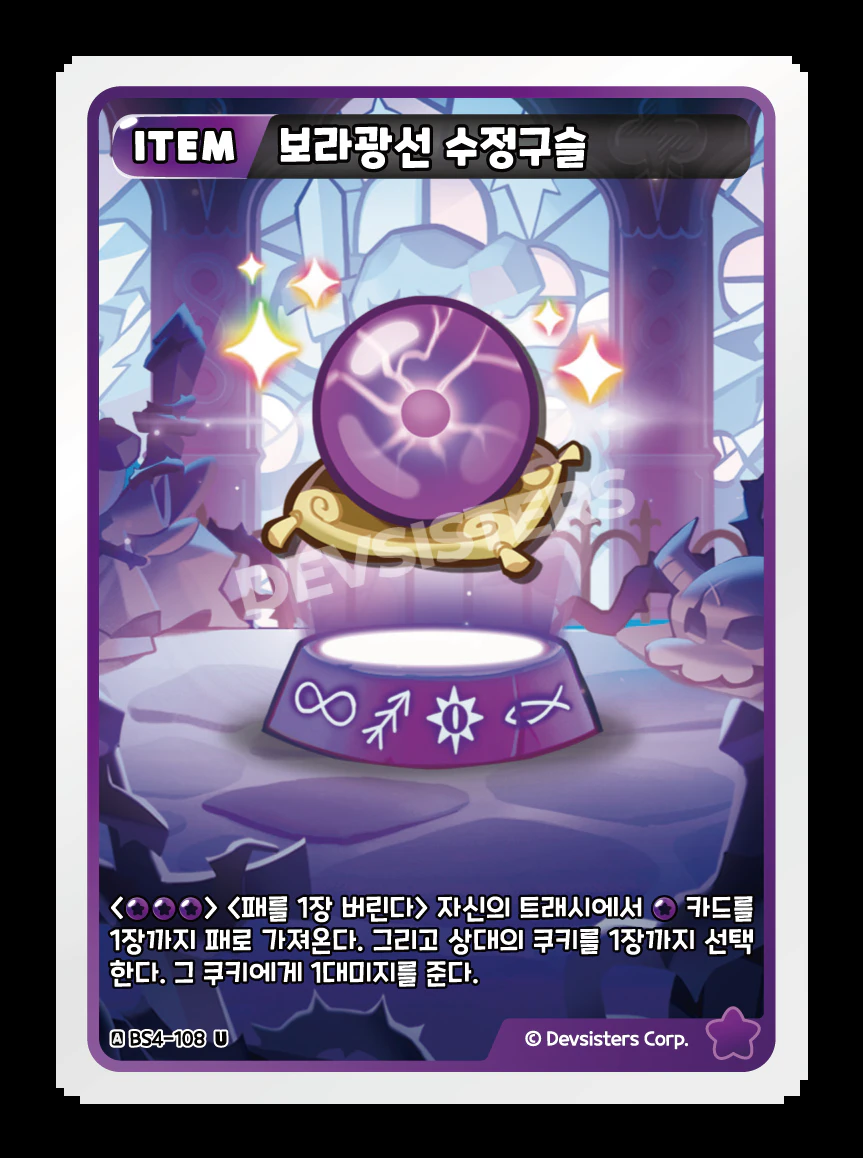 ITEM 보라광선 수정구슬
DEVSISTERS
<●●●> <패를 1장 버린다> 자신의 트래시에서 ● 카드를
1장까지 패로 가져온다. 그리고 상대의 쿠키를 1장까지 선택
한다. 그 쿠키에게 1대미지를 준다.
A BS4-108 U
© Devsisters Corp.